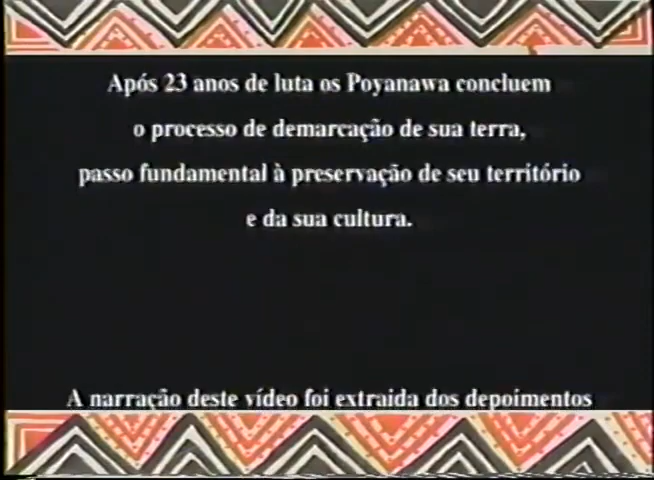 Após 23 anos de luta os Poyanawa concluem
o processo de demarcação de sua terra,
passo fundamental à preservação de seu território
e da sua cultura.
A narração deste vídeo foi extraida dos depoimentos